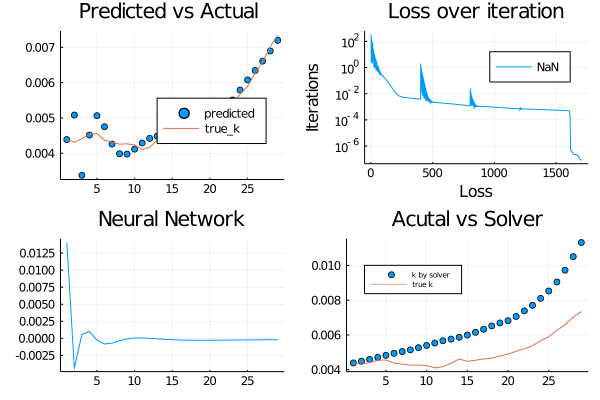 Predicted vs Actual
0.007
0.006
0.005
0.004
predicted
true_k
5 10 15 20 25
Loss over iteration
10^2
10^0
10^-2
10^-4
10^-6
NaN
Iterations
0 500 1000 1500
Loss
Neural Network
0.0125
0.0100
0.0075
0.0050
0.0025
0.0000
-0.0025
5 10 15 20 25
Acutal vs Solver
0.010
0.008
0.006
0.004
k by solver
true k
5 10 15 20 25